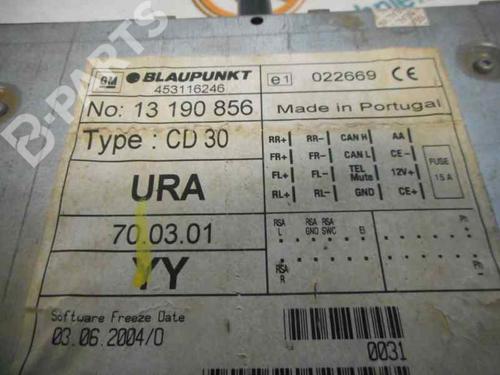 B-PARTS
GM BLAUPUNKT
453116246
e1 022669 CE
No: 13 190 856
Made in Portugal
Type : CD 30
RR+ RR- CAN H AA
FR+ FR- CAN L CE-
FL+ FL- TEL Mute 12V+
RL+ RL- GND CE+
FUSE 15 A
URA
70.03.01
RSA L RSA GND RSA SWC
RSA R
YY
Software Freeze Date
03.06.2004/0
0031